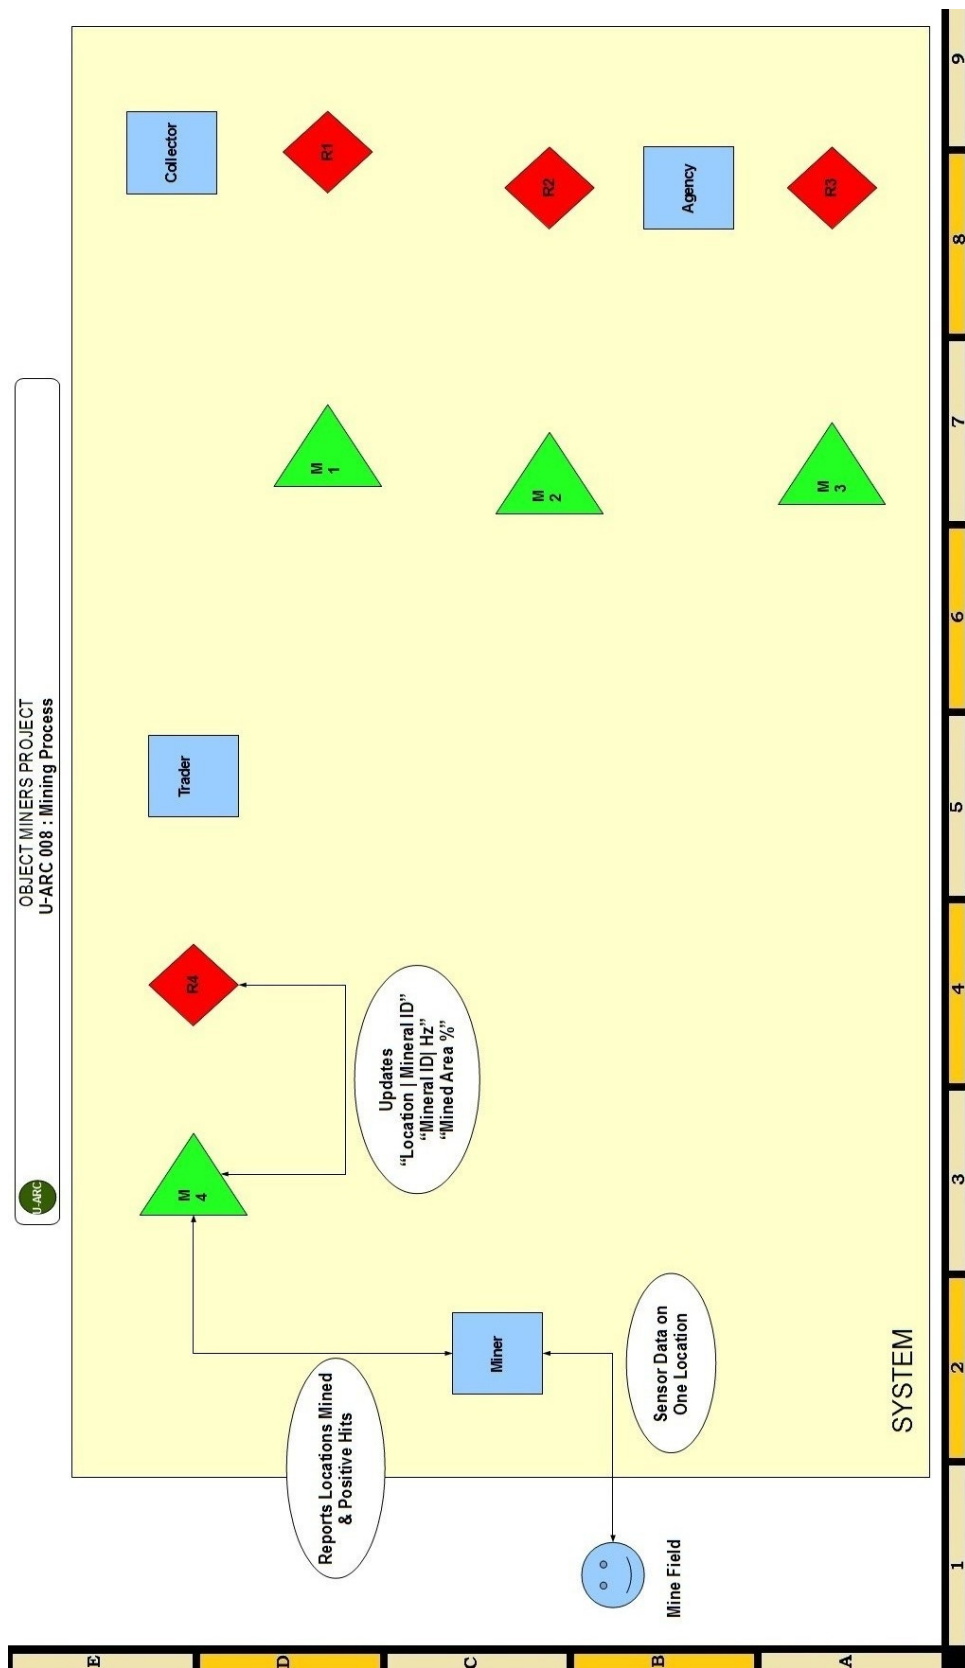 OBJECT MINERS PROJECT
U-ARC 008 : Mining Process
U-ARC
E
D
C
B
A
Reports Locations Mined
& Positive Hits
Mine Field
Miner
Sensor Data on
One Location
SYSTEM
M
4
R4
Updates
“Location | Mineral ID”
“Mineral ID| Hz”
“Mined Area %”
Trader
M
1
M
2
M
3
Collector
R1
R2
Agency
R3
1
2
3
4
5
6
7
8
9